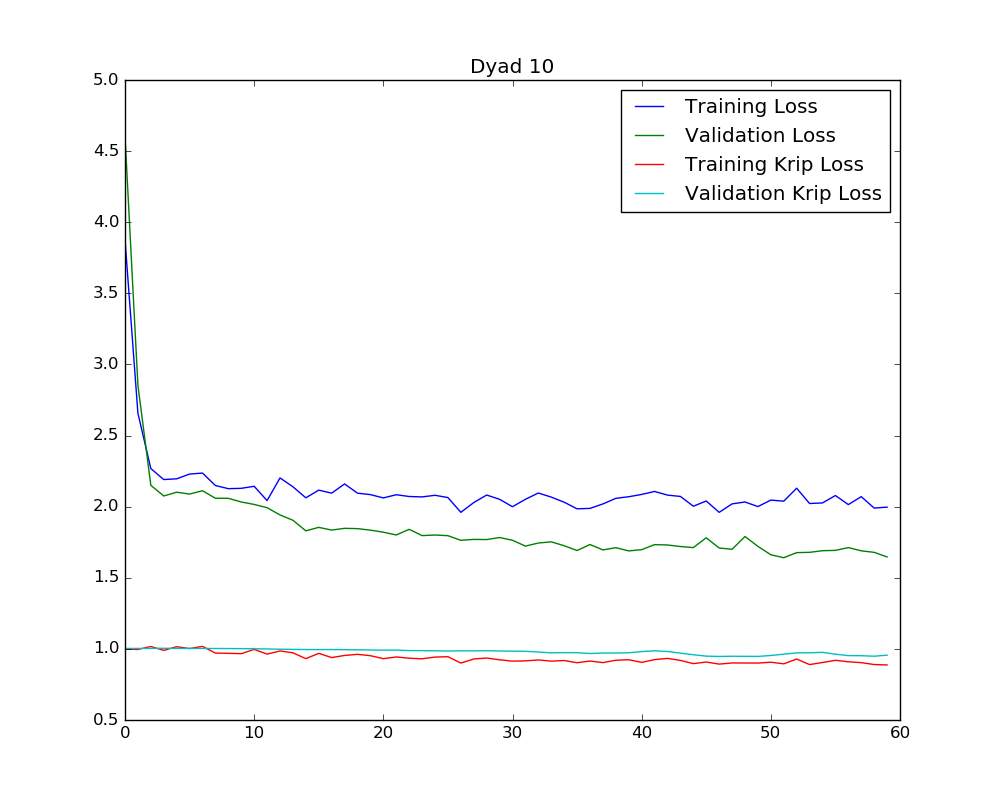 Dyad 10
5.0
4.5
4.0
3.5
3.0
2.5
2.0
1.5
1.0
0.5
0 10 20 30 40 50 60
Training Loss
Validation Loss
Training Krip Loss
Validation Krip Loss